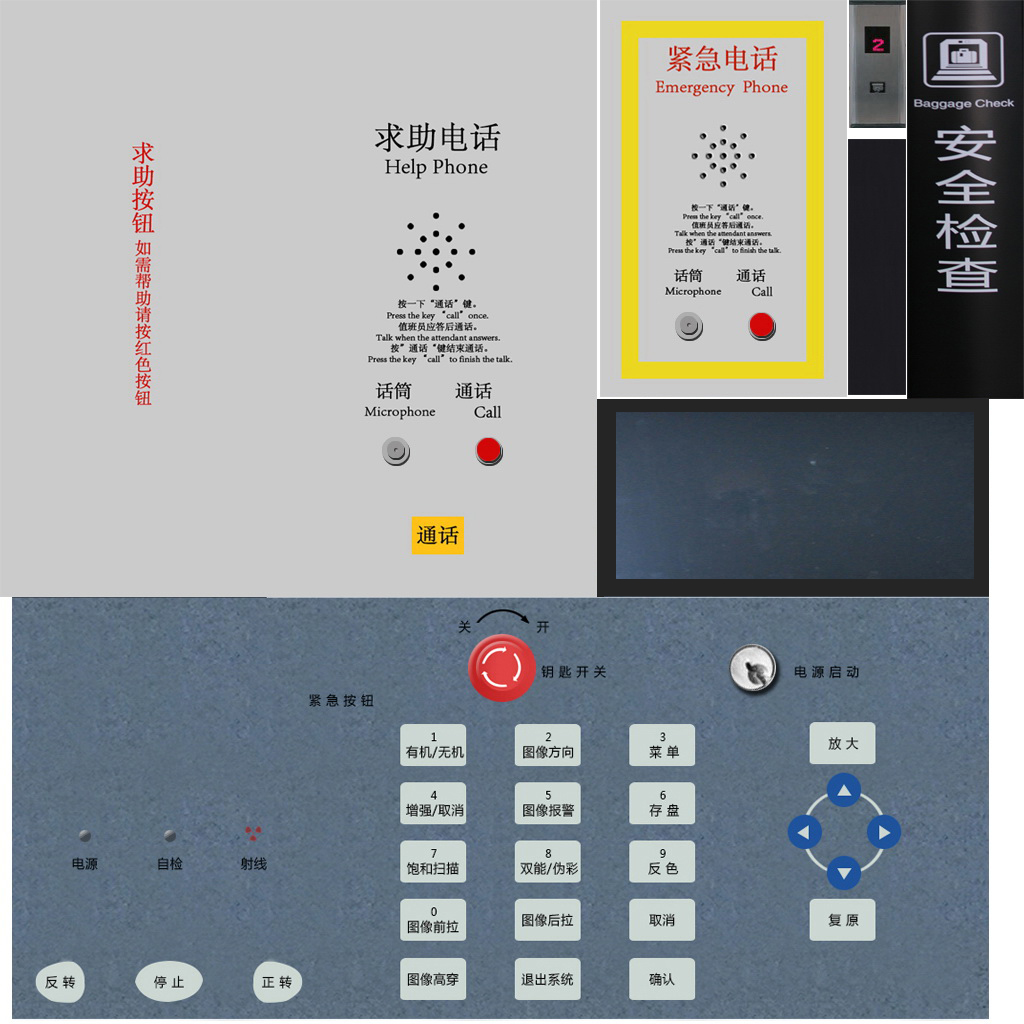 求助按钮 如需帮助请按红色按钮
求助电话
Help Phone
按一下“通话”键。
Press the key “call” once.
值班员应答后通话。
Talk when the attendant answers.
按”通话“键结束通话。
Press the key “call” to finish the talk.
话筒 通话
Microphone Call
通话
紧急电话
Emergency Phone
按一下“通话”键。
Press the key “call” once.
值班员应答后通话。
Talk when the attendant answers.
按”通话“键结束通话。
Press the key “call” to finish the talk.
话筒 通话
Microphone Call
2
Baggage Check
安全检查
关 开
钥匙开关
电源启动
紧急按钮
1
有机/无机
2
图像方向
3
菜单
放大
4
增强/取消
5
图像报警
6
存盘
电源
自检
射线
7
饱和扫描
8
双能/伪彩
9
反色
0
图像前拉
图像后拉
取消
复原
反转
停止
正转
图像高穿
退出系统
确认